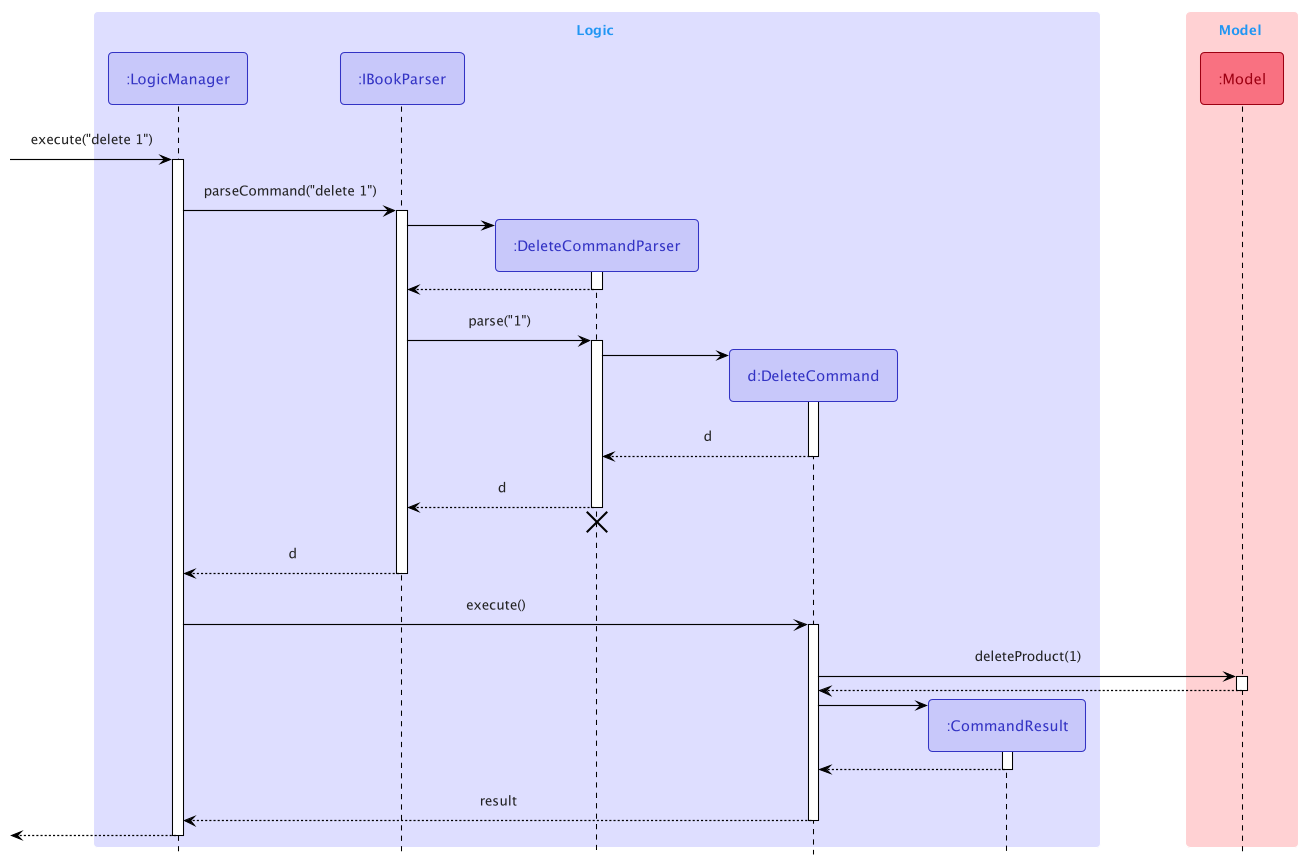 Logic
Model
:LogicManager
:IBookParser
:Model
execute("delete 1")
parseCommand("delete 1")
:DeleteCommandParser
parse("1")
d:DeleteCommand
d
d
d
execute()
deleteProduct(1)
:CommandResult
result